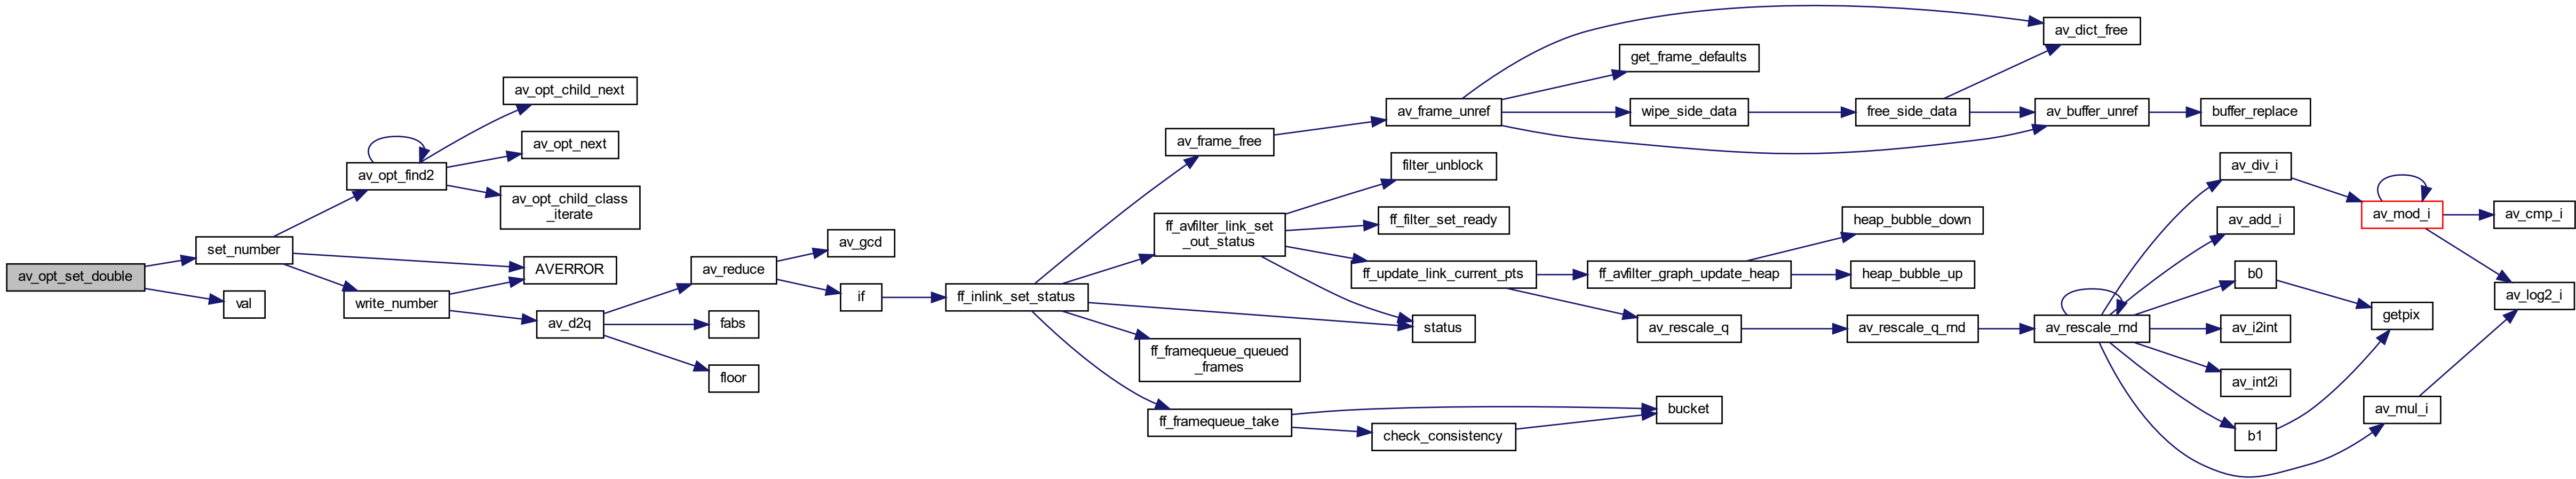 av_opt_set_double
set_number
val
av_opt_find2
write_number
av_opt_child_next
av_opt_next
av_opt_child_class
_iterate
AVERROR
av_d2q
av_reduce
fabs
floor
av_gcd
if
ff_inlink_set_status
av_frame_free
ff_avfilter_link_set
_out_status
ff_framequeue_queued
_frames
ff_framequeue_take
av_frame_unref
filter_unblock
ff_filter_set_ready
ff_update_link_current_pts
status
check_consistency
bucket
get_frame_defaults
wipe_side_data
ff_avfilter_graph_update_heap
av_rescale_q
free_side_data
heap_bubble_down
heap_bubble_up
av_rescale_q_rnd
av_dict_free
av_buffer_unref
buffer_replace
av_rescale_rnd
av_div_i
av_add_i
b0
av_i2int
av_int2i
b1
av_mod_i
getpix
av_mul_i
av_cmp_i
av_log2_i